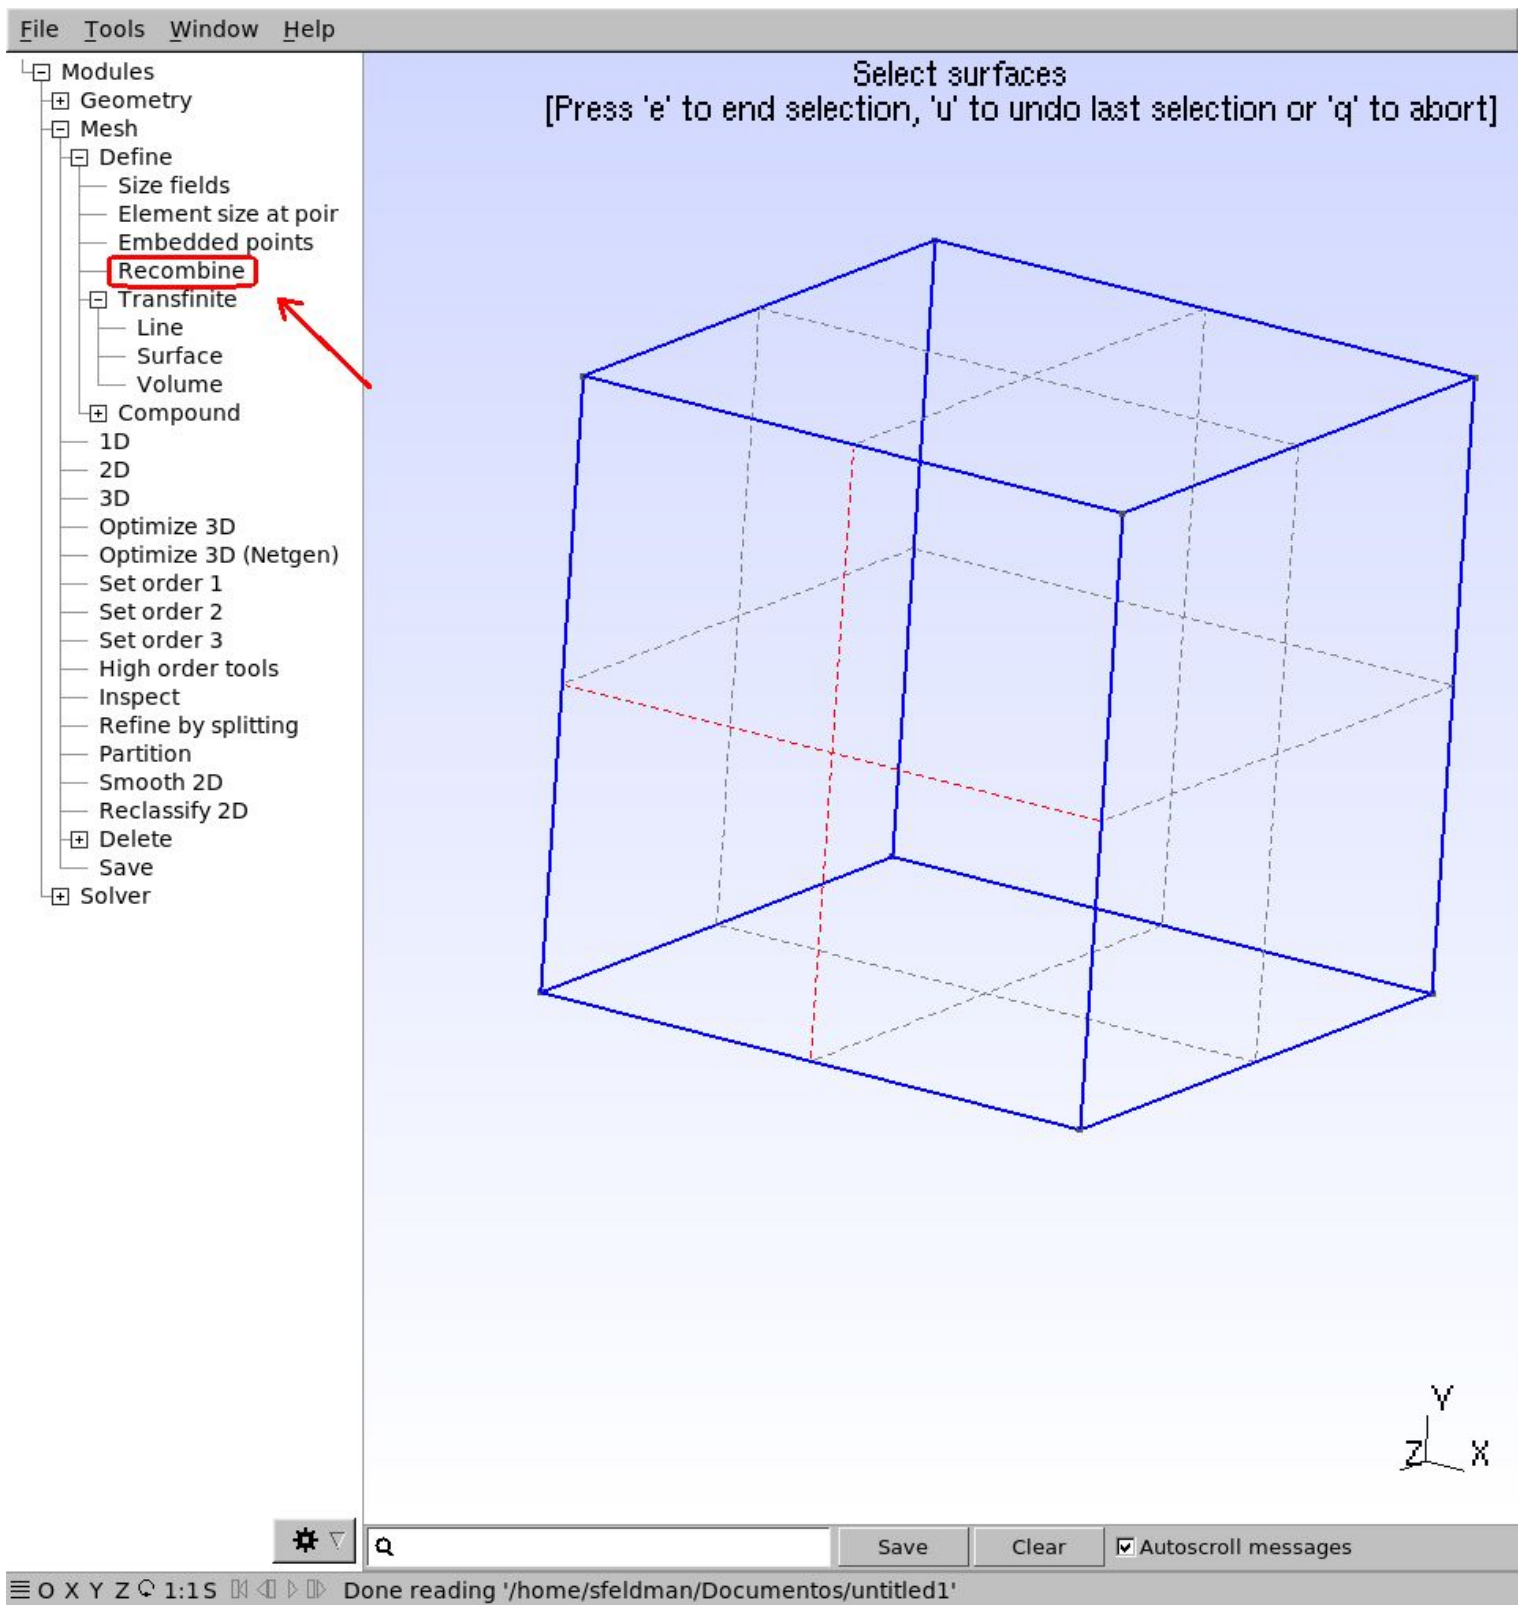 File Tools Window Help
Modules
Geometry
Mesh
Define
Size fields
Element size at poir
Embedded points
Recombine
Transfinite
Line
Surface
Volume
Compound
1D
2D
3D
Optimize 3D
Optimize 3D (Netgen)
Set order 1
Set order 2
Set order 3
High order tools
Inspect
Refine by splitting
Partition
Smooth 2D
Reclassify 2D
Delete
Save
Solver
Select surfaces
[Press 'e' to end selection, 'u' to undo last selection or 'q' to abort]
Y
Z X
Save Clear Autoscroll messages
O X Y Z 1:1 S Done reading '/home/sfeldman/Documentos/untitled1'